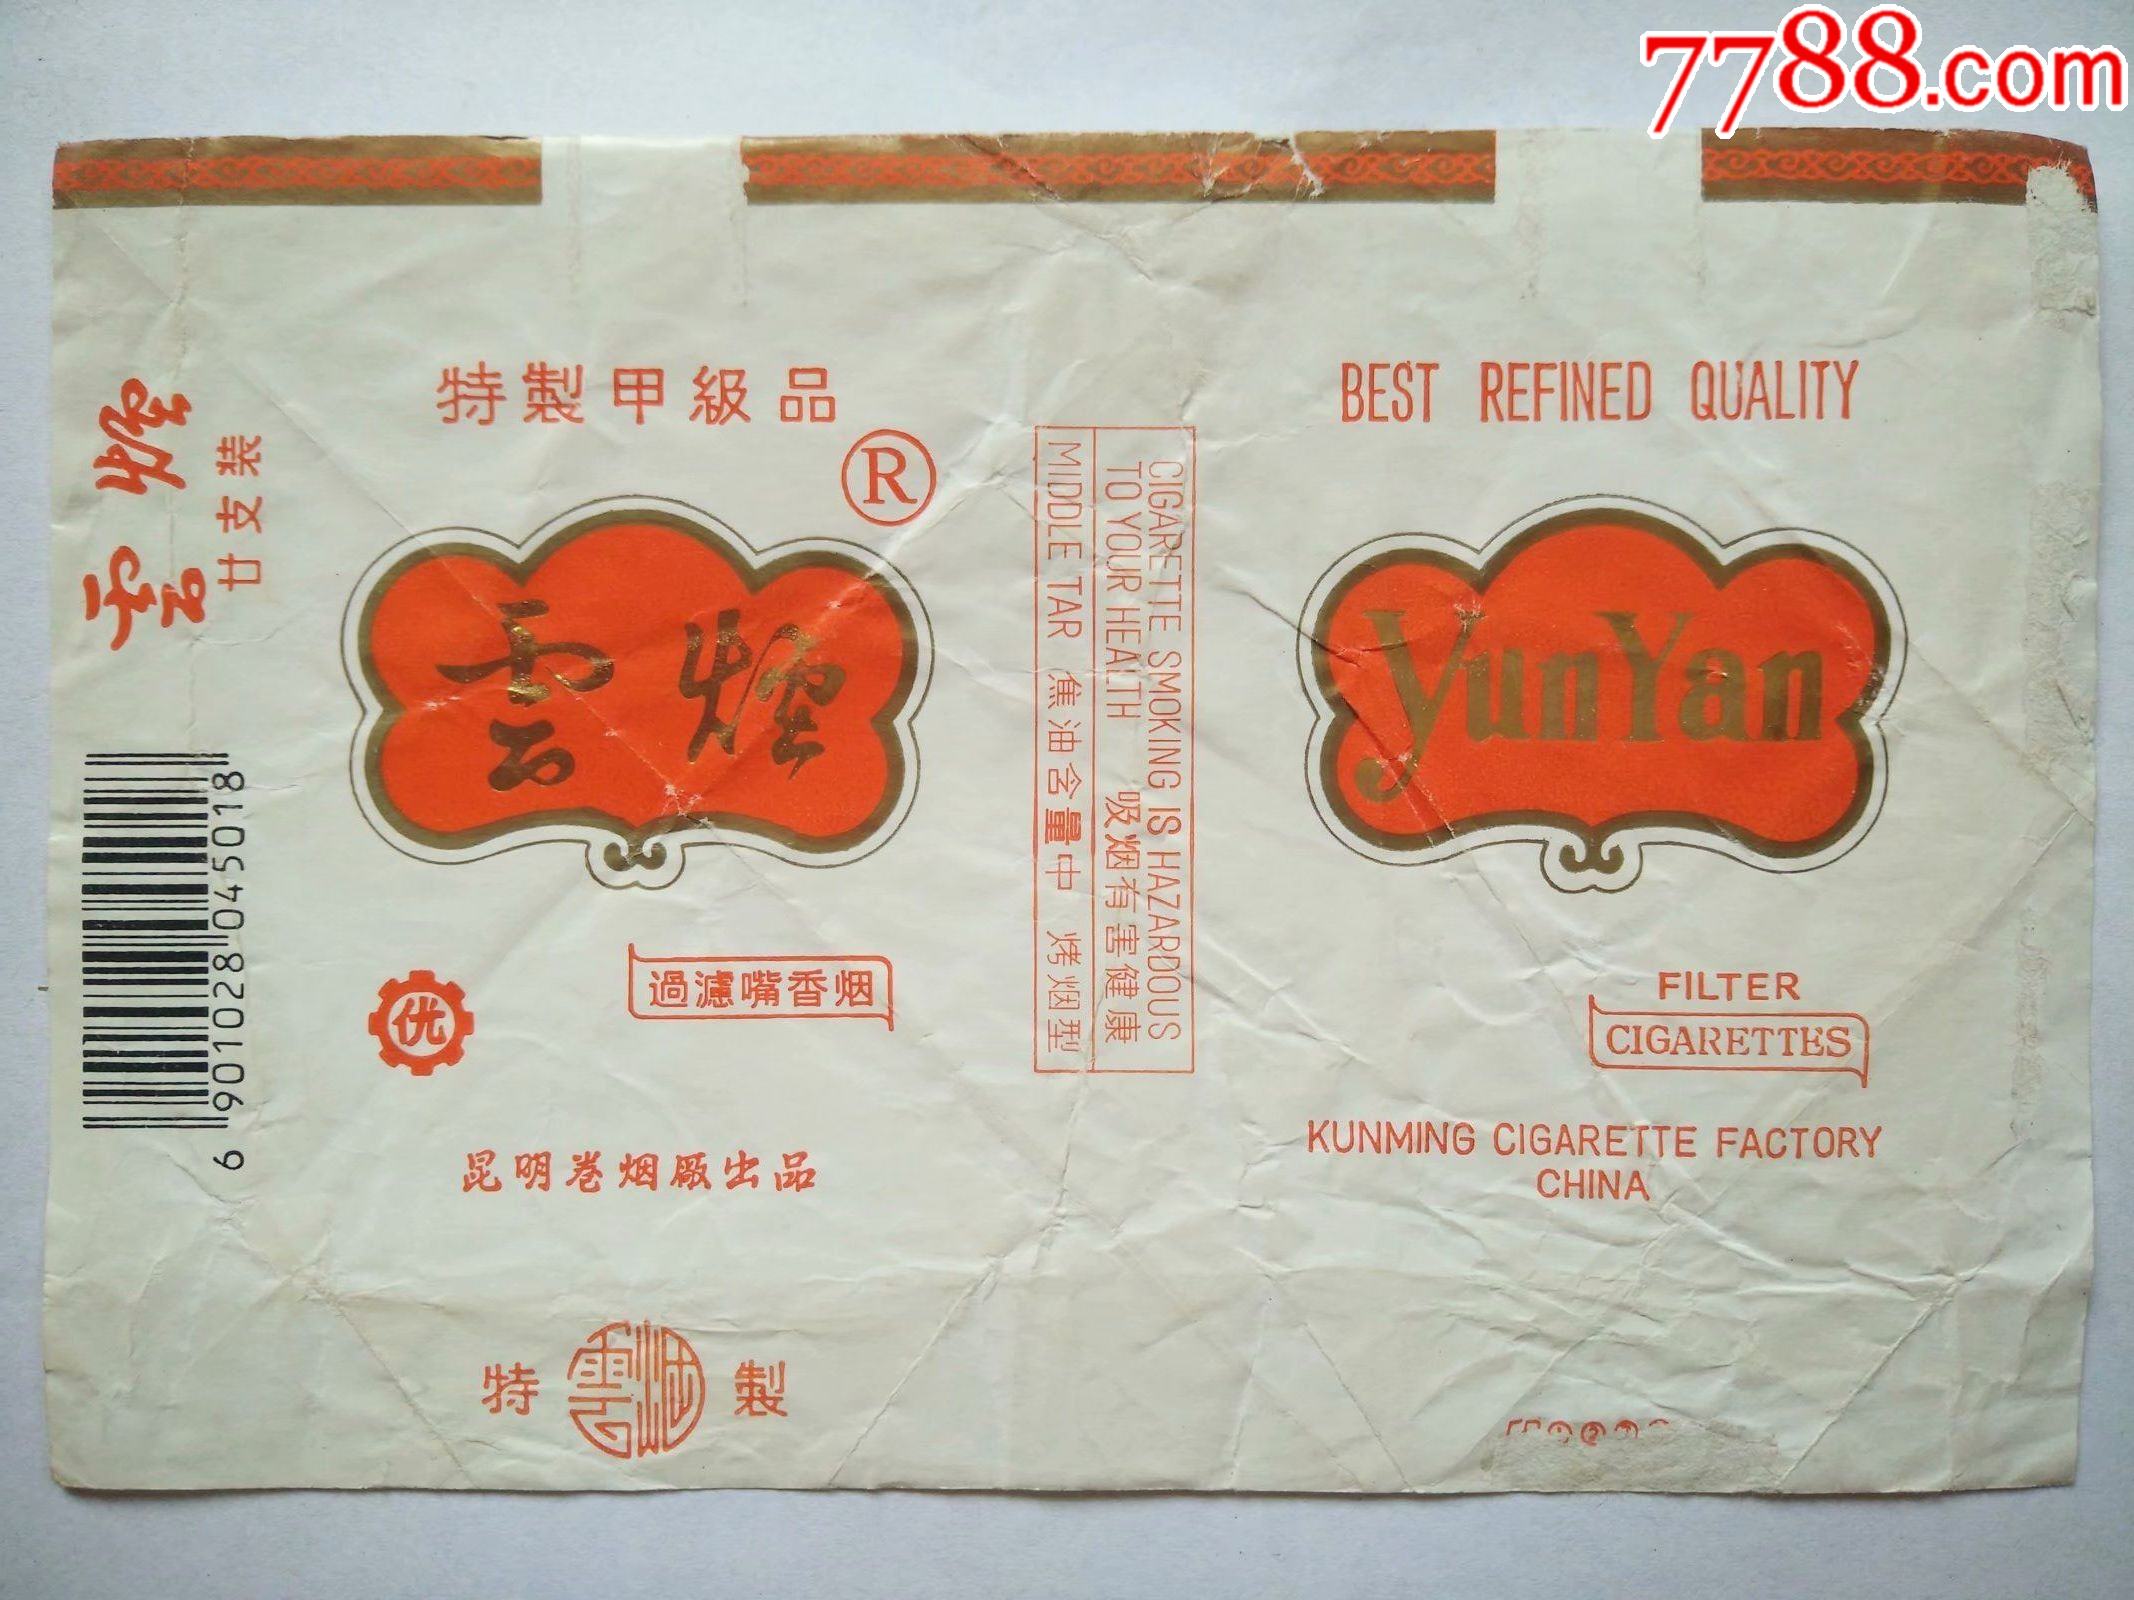 7788.com
雲煙
廿支裝
6 901028 045018
特製甲級品
R
雲煙
過濾嘴香烟
优
昆明卷烟廠出品
特 雲烟 製
CIGARETTE SMOKING IS HAZARDOUS
TO YOUR HEALTH 吸烟有害健康
MIDDLE TAR 焦油含量中 烤烟型
BEST REFINED QUALITY
YunYan
FILTER
CIGARETTES
KUNMING CIGARETTE FACTORY
CHINA